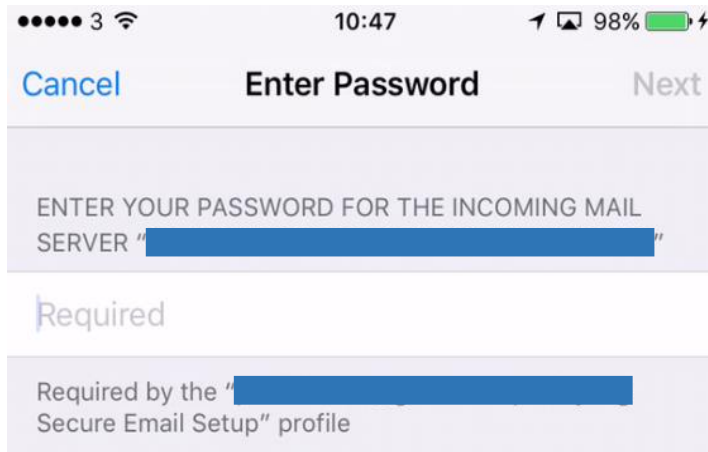 3 10:47 98%
Cancel Enter Password Next
ENTER YOUR PASSWORD FOR THE INCOMING MAIL
SERVER " "
Required
Required by the "
Secure Email Setup" profile